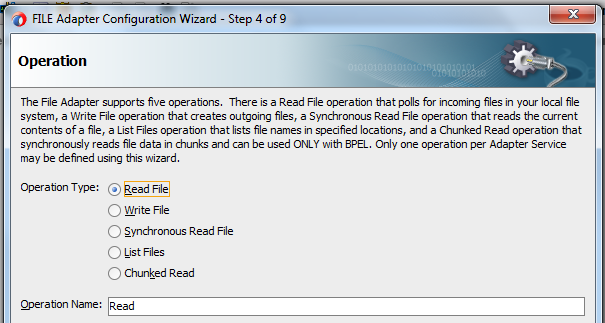 FILE Adapter Configuration Wizard - Step 4 of 9
Operation
The File Adapter supports five operations. There is a Read File operation that polls for incoming files in your local file
system, a Write File operation that creates outgoing files, a Synchronous Read File operation that reads the current
contents of a file, a List Files operation that lists file names in specified locations, and a Chunked Read operation that
synchronously reads file data in chunks and can be used ONLY with BPEL. Only one operation per Adapter Service
may be defined using this wizard.
Operation Type: Read File
Write File
Synchronous Read File
List Files
Chunked Read
Operation Name: Read